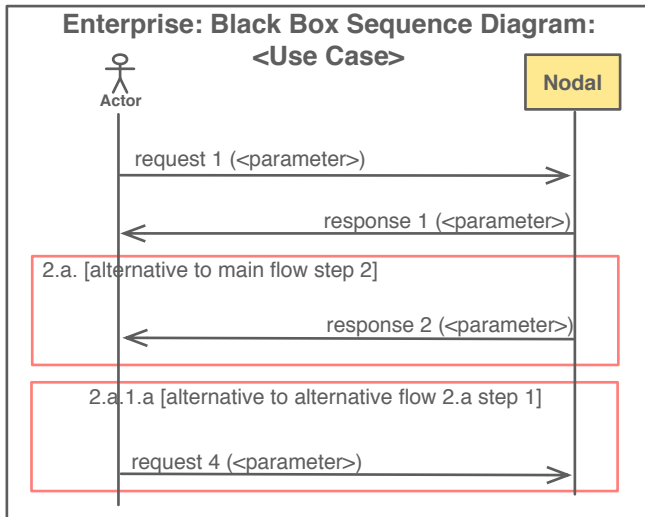 Enterprise: Black Box Sequence Diagram:
<Use Case>
Actor
Nodal
request 1 (<parameter>)
response 1 (<parameter>)
2.a. [alternative to main flow step 2]
response 2 (<parameter>)
2.a.1.a [alternative to alternative flow 2.a step 1]
request 4 (<parameter>)